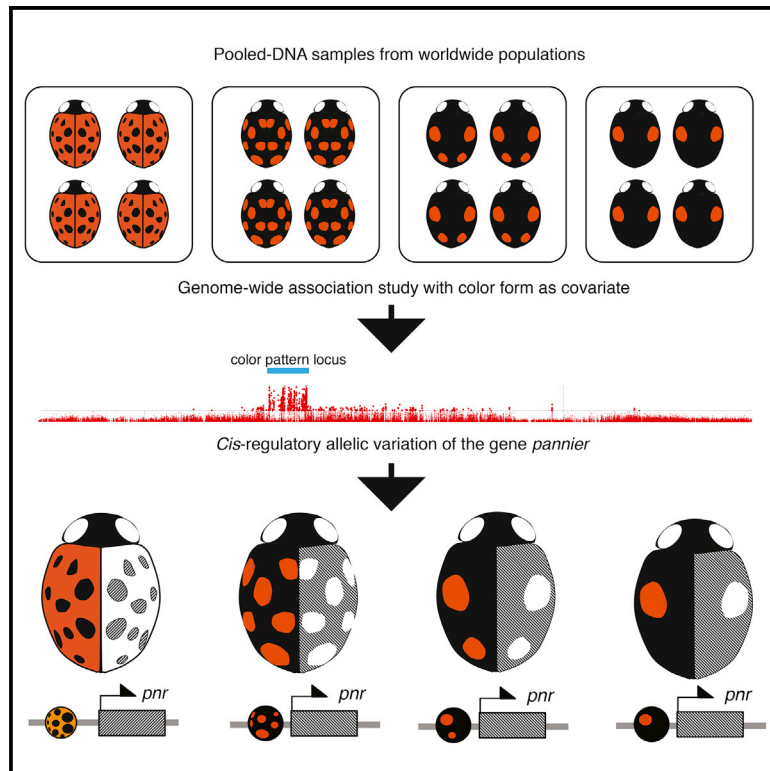 Pooled-DNA samples from worldwide populations
Genome-wide association study with color form as covariate
color pattern locus
Cis-regulatory allelic variation of the gene pannier
pnr
pnr
pnr
pnr